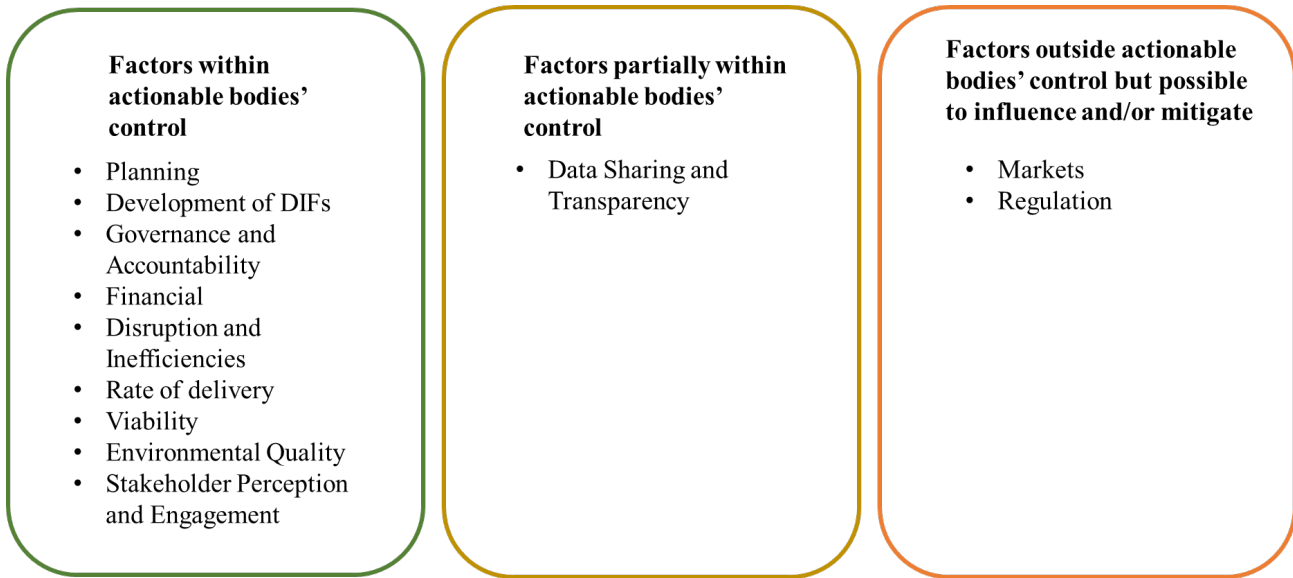 Factors within
actionable bodies’
control
• Planning
• Development of DIFs
• Governance and
Accountability
• Financial
• Disruption and
Inefficiencies
• Rate of delivery
• Viability
• Environmental Quality
• Stakeholder Perception
and Engagement
Factors partially within
actionable bodies’
control
• Data Sharing and
Transparency
Factors outside actionable
bodies’ control but possible
to influence and/or mitigate
• Markets
• Regulation